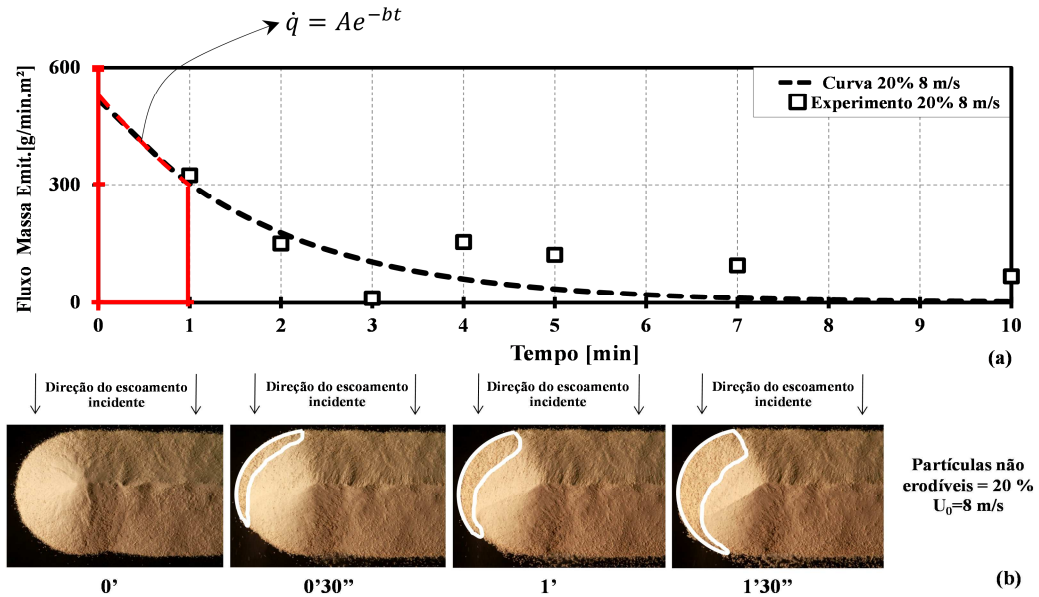 q̇ = Ae^{-bt}
600
300
0
Fluxo Massa Emit.[g/min.m²]
Curva 20% 8 m/s
Experimento 20% 8 m/s
0 1 2 3 4 5 6 7 8 9 10
Tempo [min]
(a)
Direção do escoamento
incidente
Direção do escoamento
incidente
Direção do escoamento
incidente
Direção do escoamento
incidente
Partículas não
erodíveis = 20 %
U₀=8 m/s
0’
0’30”
1’
1’30”
(b)